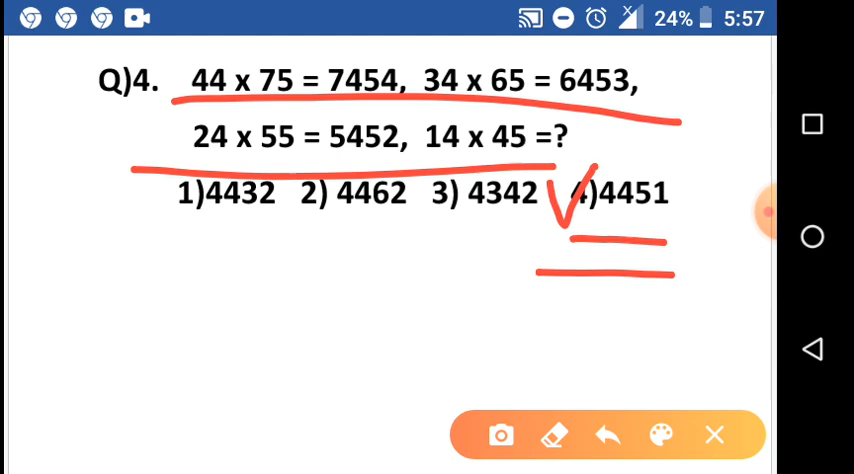 24% 5:57
Q)4. 44 x 75 = 7454, 34 x 65 = 6453,
24 x 55 = 5452, 14 x 45 =?
1)4432 2) 4462 3) 4342 4)4451